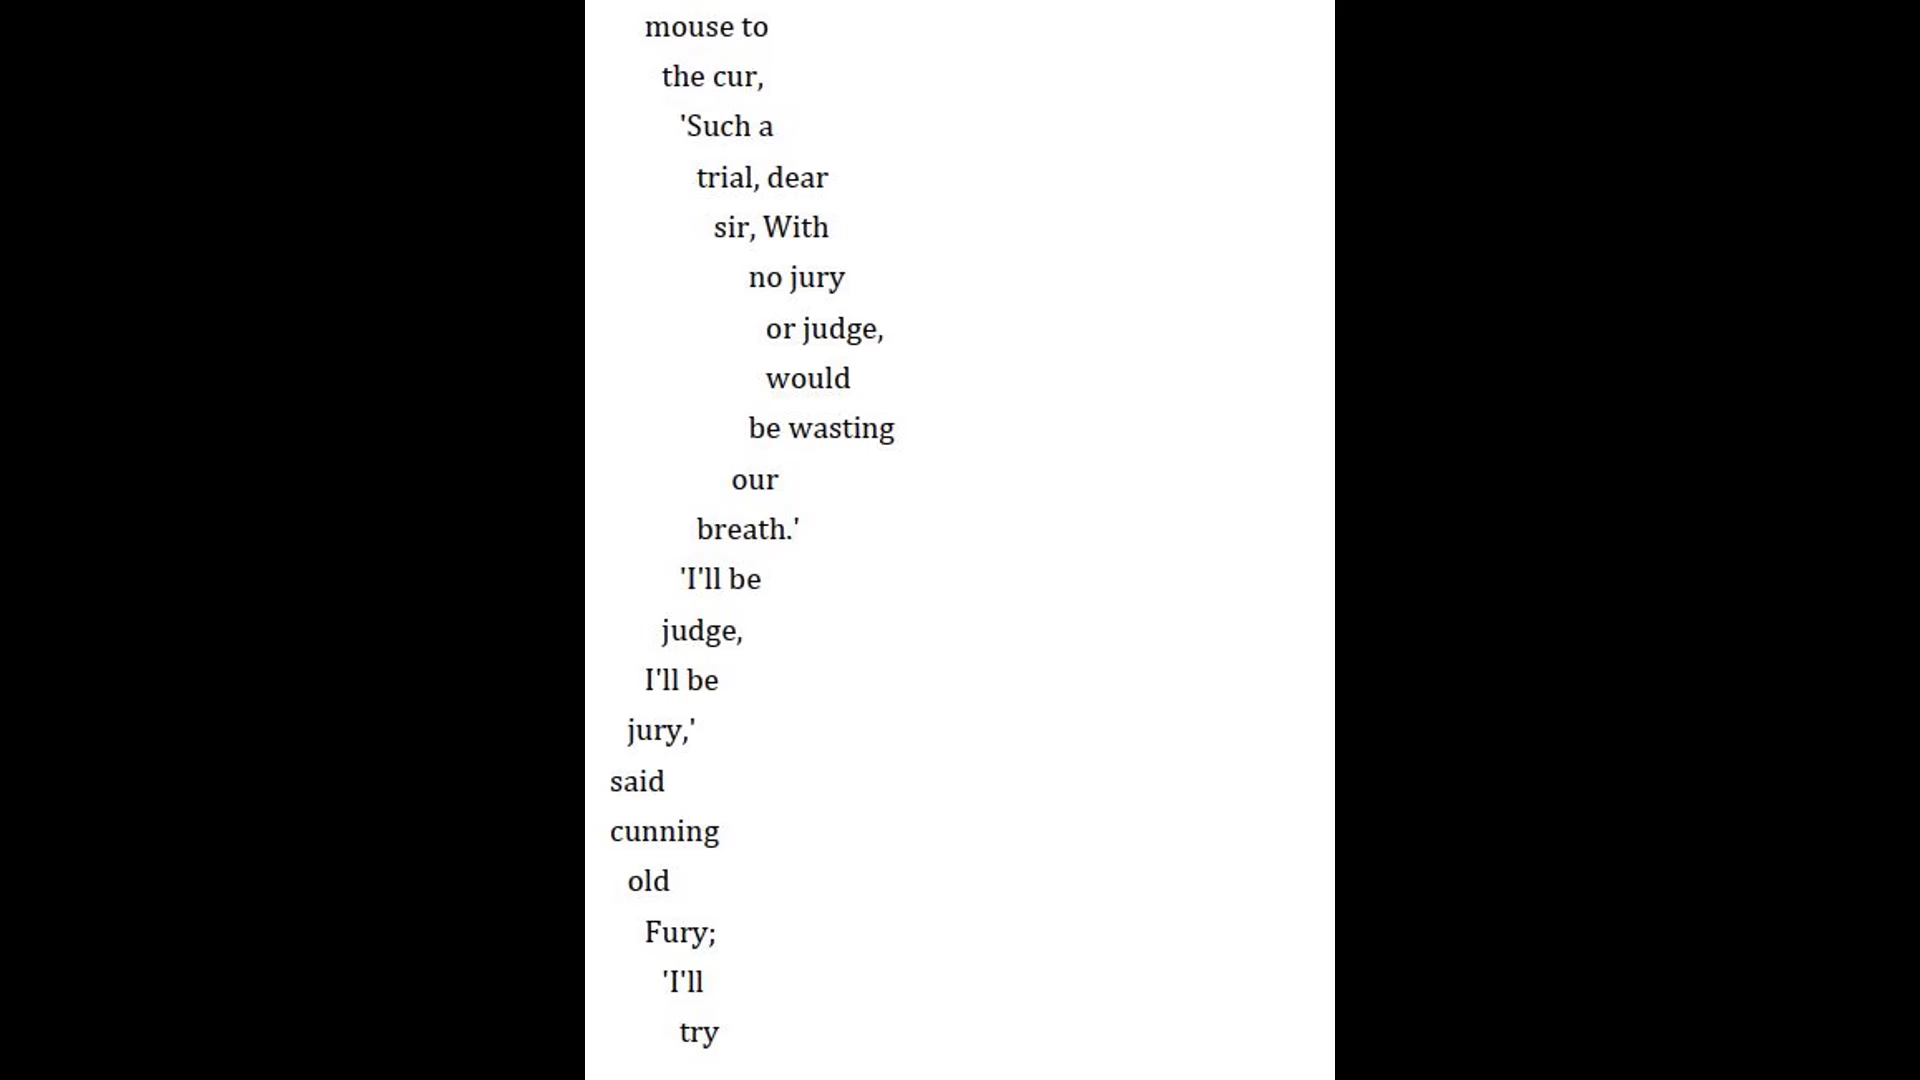 mouse to
the cur,
'Such a
trial, dear
sir, With
no jury
or judge,
would
be wasting
our
breath.'
'I'll be
judge,
I'll be
jury,'
said
cunning
old
Fury;
'I'll
try